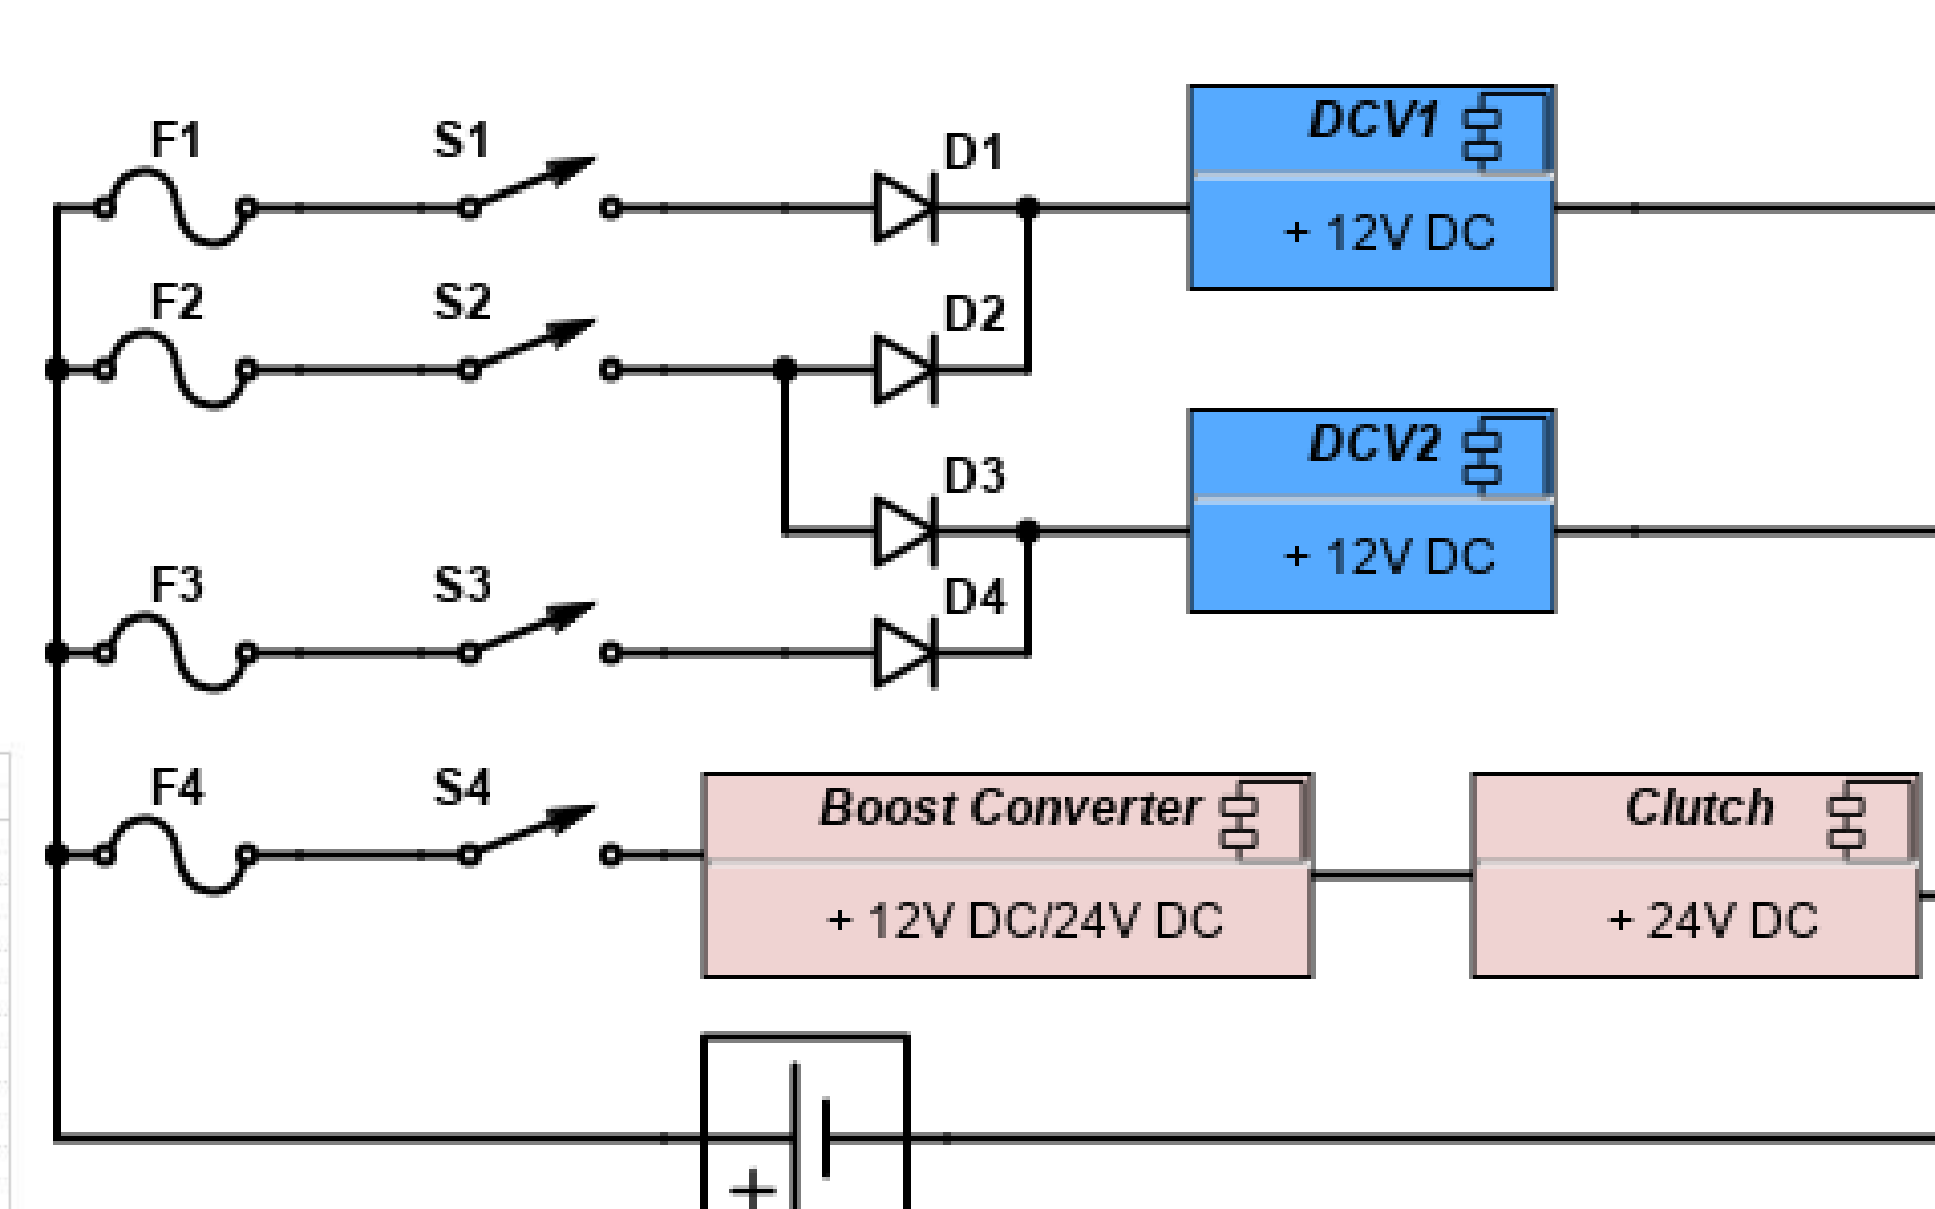 F1 S1 D1 DCV1
+ 12V DC
F2 S2 D2
DCV2
D3
+ 12V DC
F3 S3 D4
F4 S4 Boost Converter Clutch
+ 12V DC/24V DC + 24V DC
+